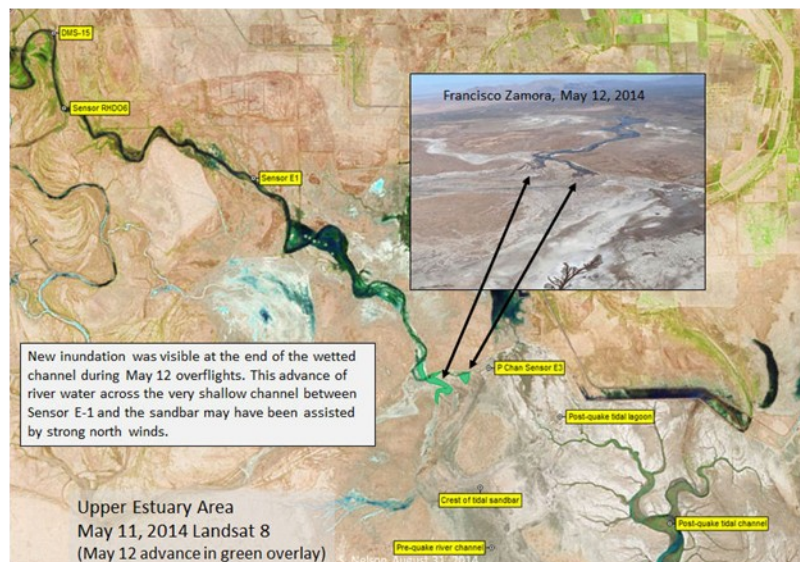 DMS-15
Sensor RHDO6
Sensor E1
Francisco Zamora, May 12, 2014
New inundation was visible at the end of the wetted
channel during May 12 overflights. This advance of
river water across the very shallow channel between
Sensor E-1 and the sandbar may have been assisted
by strong north winds.
P Chan Sensor E3
Post-quake tidal lagoon
Crest of tidal sandbar
Post-quake tidal channel
Pre-quake river channel
Upper Estuary Area
May 11, 2014 Landsat 8
(May 12 advance in green overlay)
S. Nelson August 31, 2014